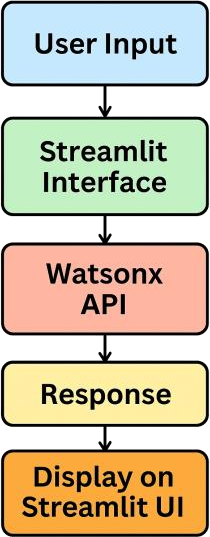 User Input
Streamlit
Interface
Watsonx
API
Response
Display on
Streamlit UI